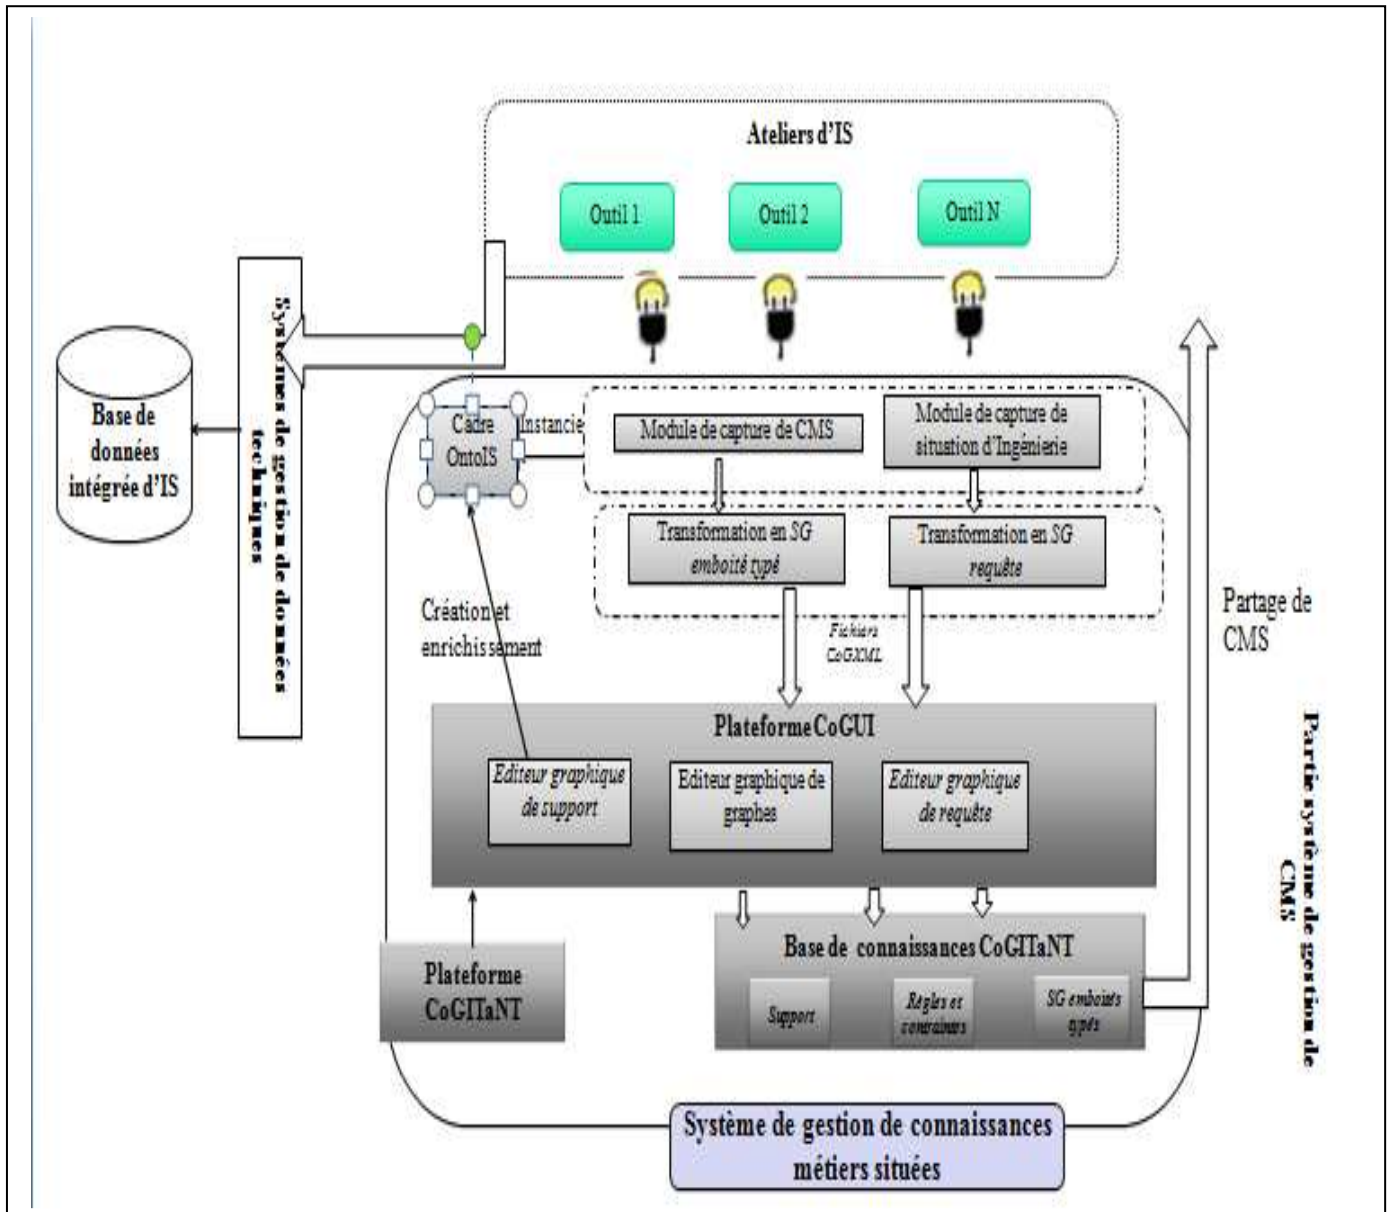 Ateliers d'IS
Outil 1
Outil 2
Outil N
Systèmes de gestion de données
techniques
Base de
données
intégrée d'IS
Cadre
OntoIS
Instancie
Module de capture de CMS
Module de capture de
situation d'Ingénierie
Transformation en SG
emboité typé
Transformation en SG
requête
Création et
enrichissement
Fichiers
CoGXML
Partage de
CMS
Plateforme CoGUI
Editeur graphique
de support
Editeur graphique de
graphes
Editeur graphique
de requête
Partie système de gestion de
CMS
Plateforme
CoGITaNT
Base de connaissances CoGITaNT
Support
Règles et
contraintes
SG emboités
typés
Système de gestion de connaissances
métiers situées